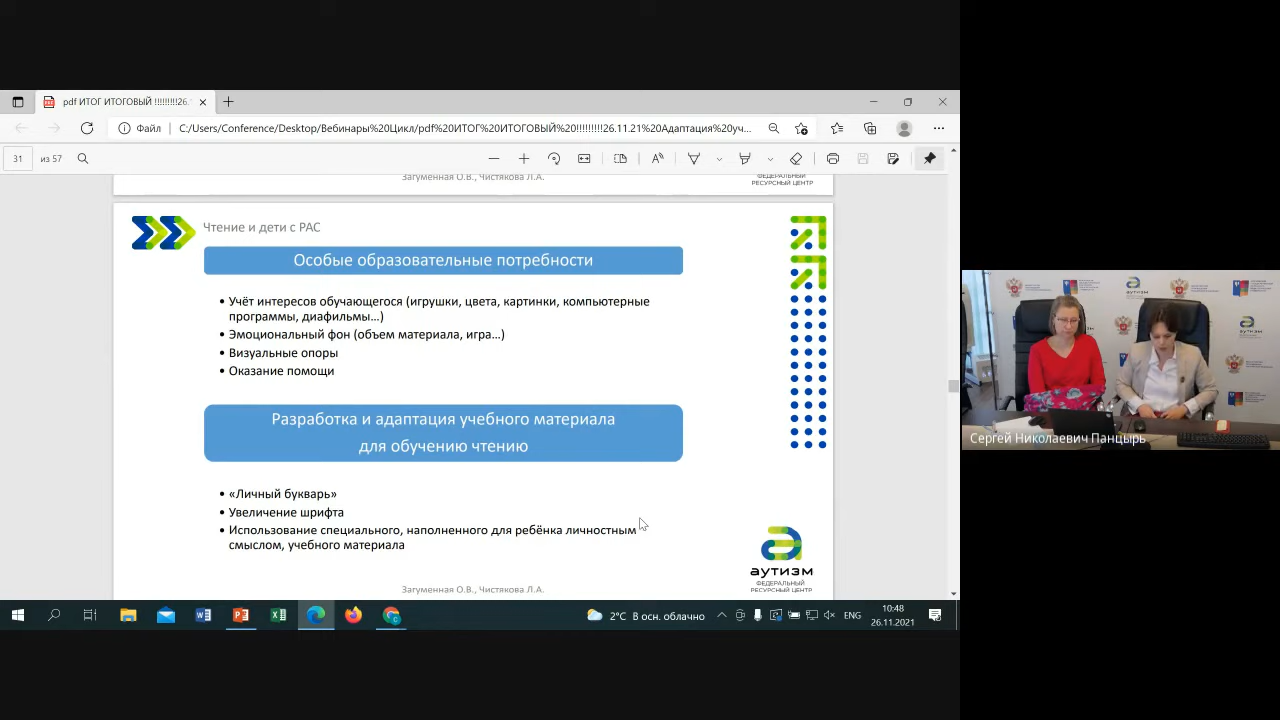 pdf ИТОГ ИТОГОВЫЙ !!!!!!!!!26.
Файл
C:/Users/Conference/Desktop/Вебинары%20Цикл/pdf%20ИТОГ%20ИТОГОВЫЙ%20!!!!!!!!!26.11.21%20Адаптация%20уч...
31 из 57
Загуменная О.В., Чистякова Л.А.
ФЕДЕРАЛЬНЫЙ
РЕСУРСНЫЙ ЦЕНТР
Чтение и дети с РАС
Особые образовательные потребности
• Учёт интересов обучающегося (игрушки, цвета, картинки, компьютерные
программы, диафильмы…)
• Эмоциональный фон (объем материала, игра…)
• Визуальные опоры
• Оказание помощи
Разработка и адаптация учебного материала
для обучению чтению
• «Личный букварь»
• Увеличение шрифта
• Использование специального, наполненного для ребёнка личностным
смыслом, учебного материала
аутизм
ФЕДЕРАЛЬНЫЙ
РЕСУРСНЫЙ ЦЕНТР
Загуменная О.В., Чистякова Л.А.
2°C В осн. облачно
ENG
10:48
26.11.2021
аутизм
Сергей Николаевич Панцырь